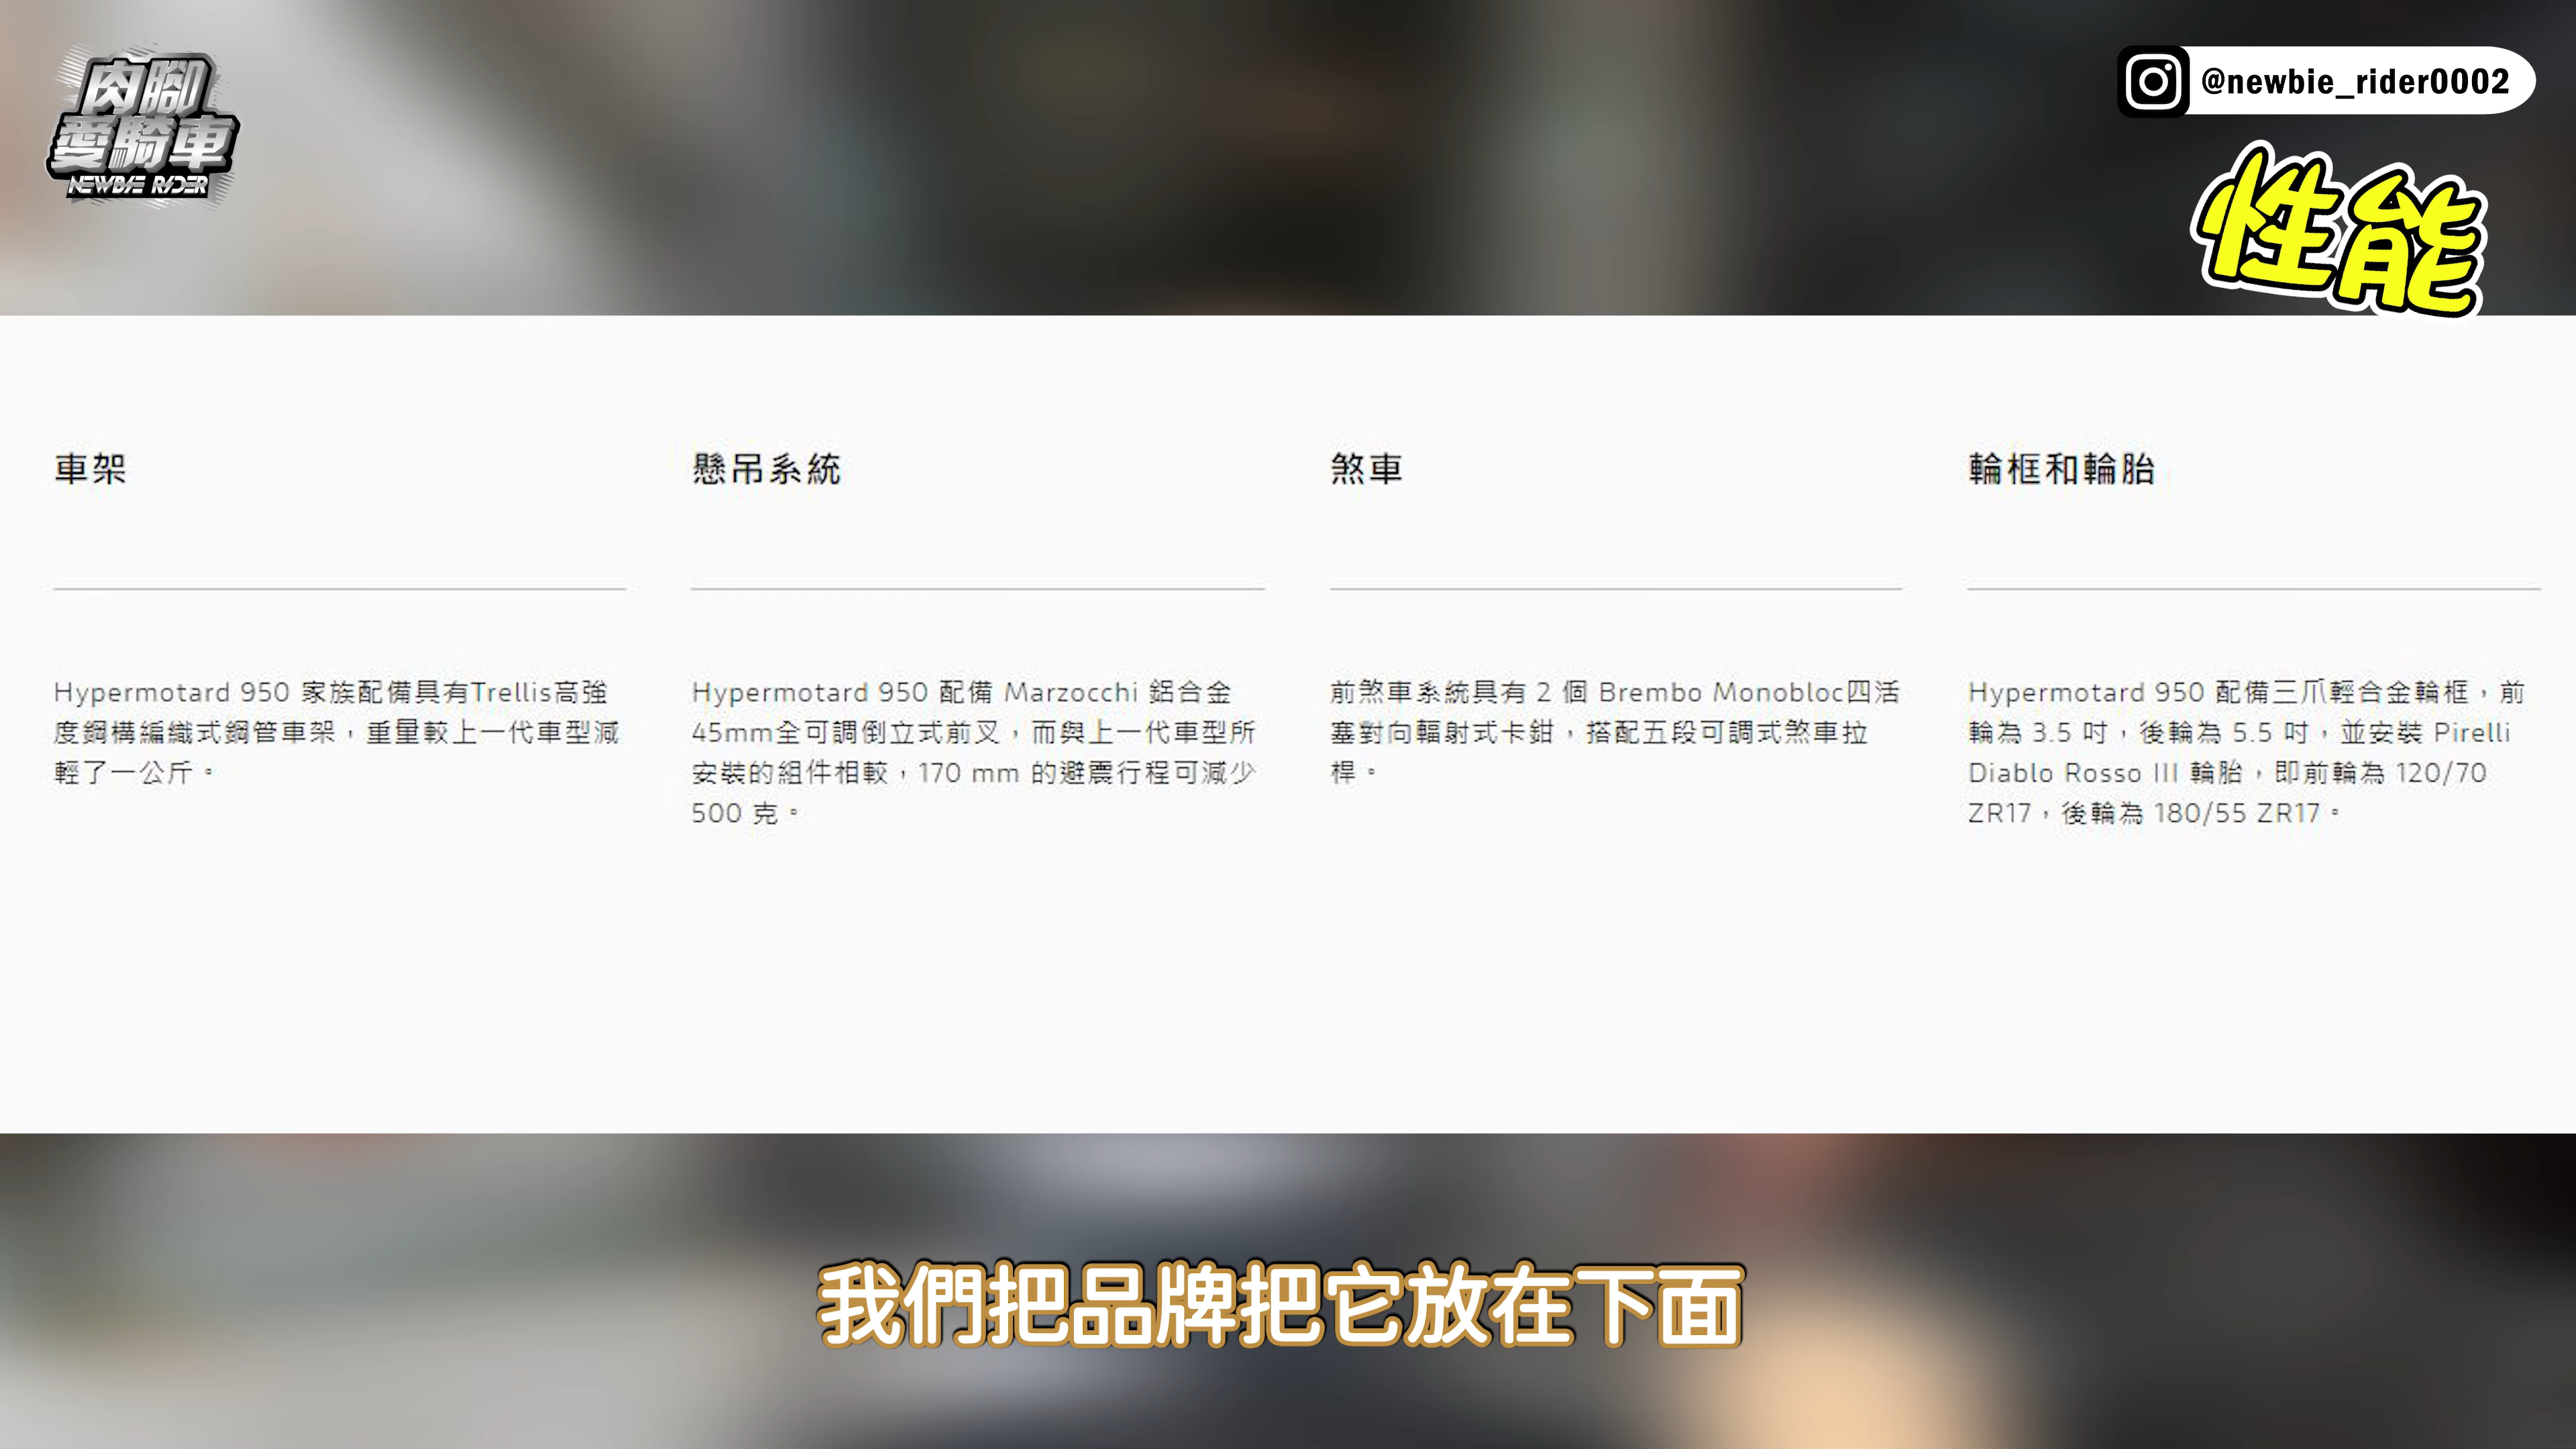 肉腳
愛騎車
NEWBIE RIDER
@newbie_rider0002
性能
車架
Hypermotard 950 家族配備具有Trellis高強
度鋼構編織式鋼管車架，重量較上一代車型減
輕了一公斤。
懸吊系統
Hypermotard 950 配備 Marzocchi 鋁合金
45mm全可調倒立式前叉，而與上一代車型所
安裝的組件相較，170 mm 的避震行程可減少
500 克。
煞車
前煞車系統具有 2 個 Brembo Monobloc四活
塞對向輻射式卡鉗，搭配五段可調式煞車拉
桿。
輪框和輪胎
Hypermotard 950 配備三爪輕合金輪框，前
輪為 3.5 吋，後輪為 5.5 吋，並安裝 Pirelli
Diablo Rosso III 輪胎，即前輪為 120/70
ZR17，後輪為 180/55 ZR17。
我們把品牌把它放在下面